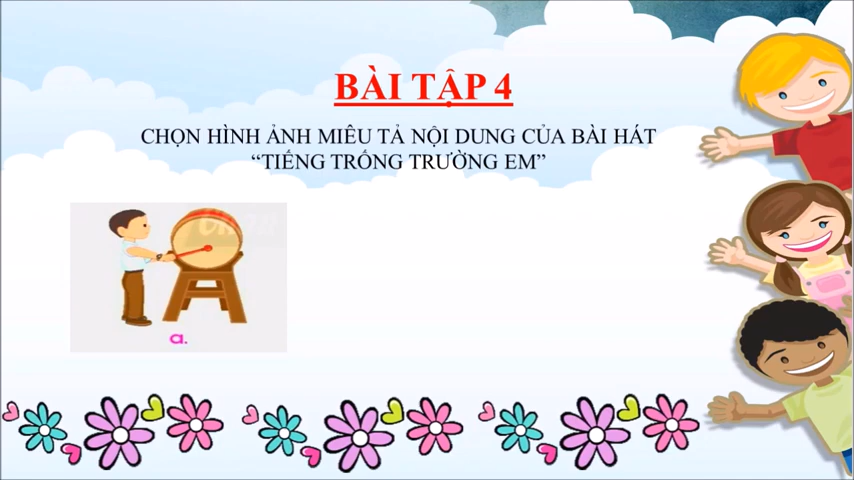 BÀI TẬP 4
CHỌN HÌNH ẢNH MIÊU TẢ NỘI DUNG CỦA BÀI HÁT
“TIẾNG TRỐNG TRƯỜNG EM”
a.